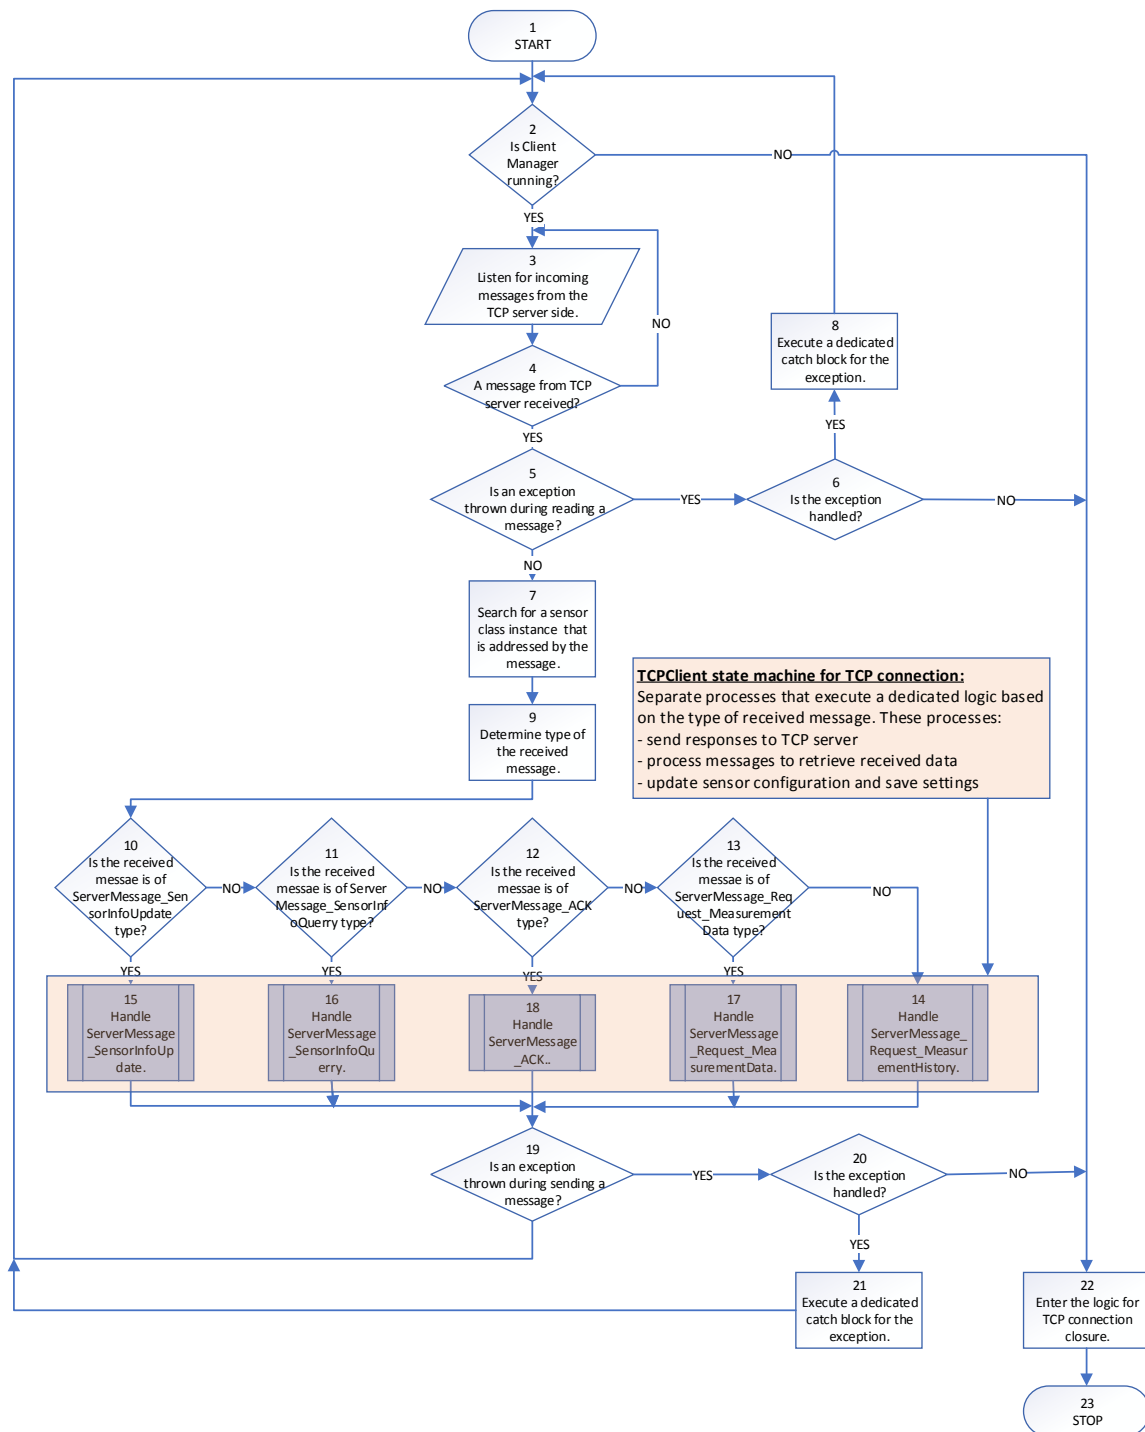 1
START
2
Is Client
Manager
running?
NO
YES
3
Listen for incoming
messages from the
TCP server side.
NO
8
Execute a dedicated
catch block for the
exception.
4
A message from TCP
server received?
YES
YES
5
Is an exception
thrown during reading a
message?
YES
6
Is the exception
handled?
NO
NO
7
Search for a sensor
class instance that
is addressed by the
message.
TCPClient state machine for TCP connection:
Separate processes that execute a dedicated logic based
on the type of received message. These processes:
- send responses to TCP server
- process messages to retrieve received data
- update sensor configuration and save settings
9
Determine type of
the received
message.
10
Is the received
messae is of
ServerMessage_Sen
sorInfoUpdate
type?
NO
11
Is the received
messae is of Server
Message_SensorInf
oQuerry type?
NO
12
Is the received
messae is of
ServerMessage_ACK
type?
NO
13
Is the received
messae is of
ServerMessage_Req
uest_Measurement
Data type?
NO
YES
YES
YES
YES
15
Handle
ServerMessage
_SensorInfoUp
date.
16
Handle
ServerMessage
_SensorInfoQu
erry.
18
Handle
ServerMessage
_ACK..
17
Handle
ServerMessage
_Request_Mea
surementData.
14
Handle
ServerMessage_
Request_Measur
ementHistory.
19
Is an exception
thrown during sending a
message?
YES
20
Is the exception
handled?
NO
YES
21
Execute a dedicated
catch block for the
exception.
22
Enter the logic for
TCP connection
closure.
23
STOP